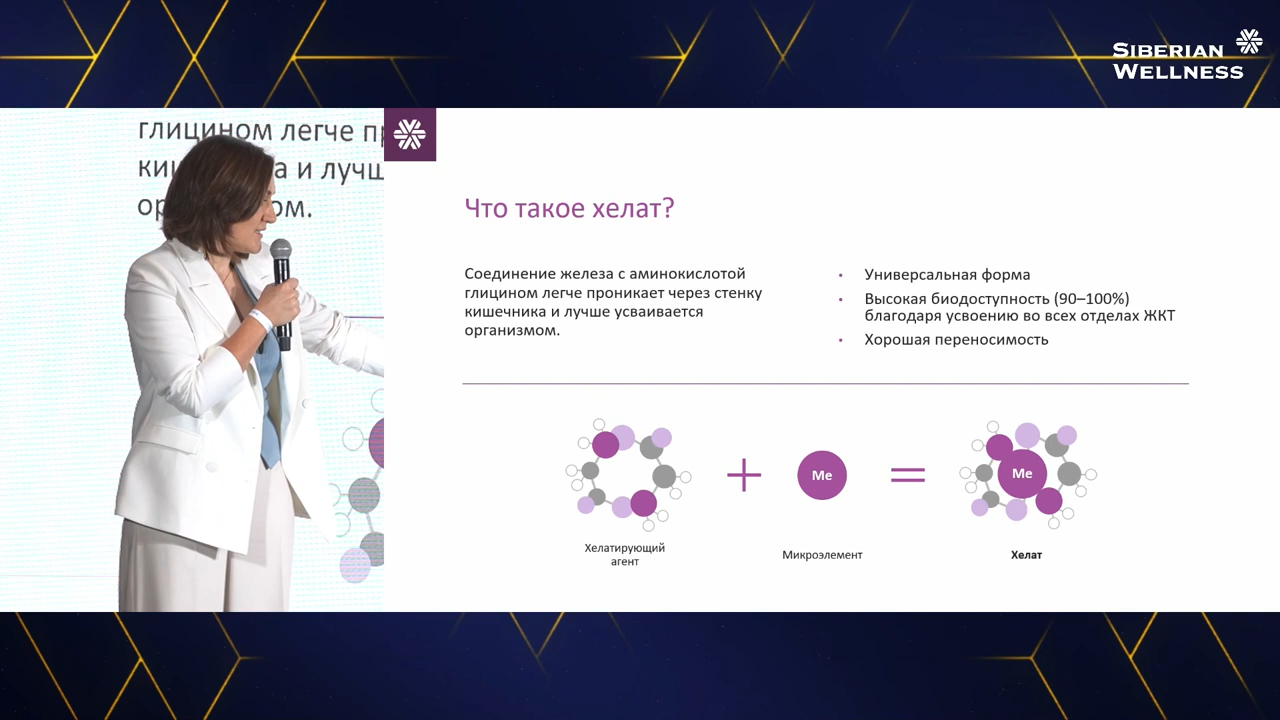 SIBERIAN
WELLNESS
глицином легче
а и лучш
ом.
Что такое хелат?
Соединение железа с аминокислотой
глицином легче проникает через стенку
кишечника и лучше усваивается
организмом.
• Универсальная форма
• Высокая биодоступность (90–100%)
благодаря усвоению во всех отделах ЖКТ
• Хорошая переносимость
Me
Me
Хелатирующий
агент
Микроэлемент
Хелат